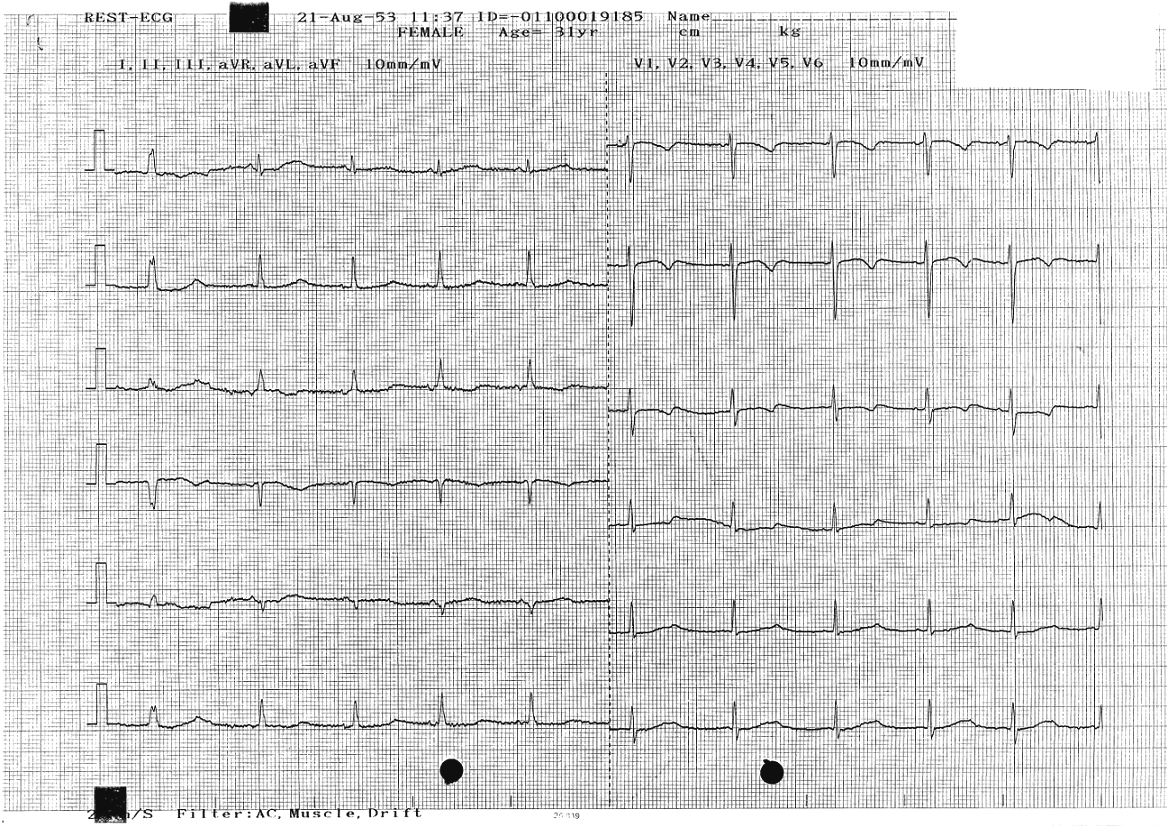 REST-ECG 21-Aug-53 11:37 ID=-01100019185 Name
FEMALE Age= 31yr cm kg
I, II, III, aVR, aVL, aVF 10mm/mV V1, V2, V3, V4, V5, V6 10mm/mV
Filter:AC, Muscle, Drift